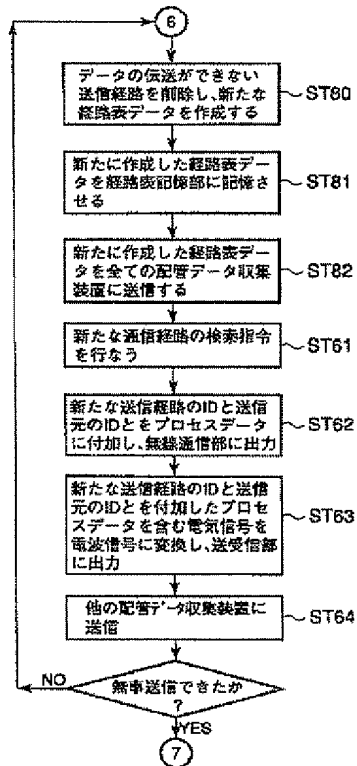 6
データの伝送ができない
送信経路を削除し、新たな
経路表データを作成する
ST60
新たに作成した経路表デー
タを経路表記憶部に記憶さ
せる
ST81
新たに作成した経路表デー
タを全ての配管データ収集
装置に送信する
ST82
新たな通信経路の検索指令
を行なう
ST61
新たな送信経路のIDと送信
元のIDとをプロセスデータ
に付加し、無線通信部に出力
ST62
新たな送信経路のIDと送信
元のIDとを付加したプロセ
スデータを含む電気信号を
電波信号に変換し、送受信部
に出力
ST63
他の配管データ収集装置に
送信
ST64
無事送信できたか
?
NO
YES
7